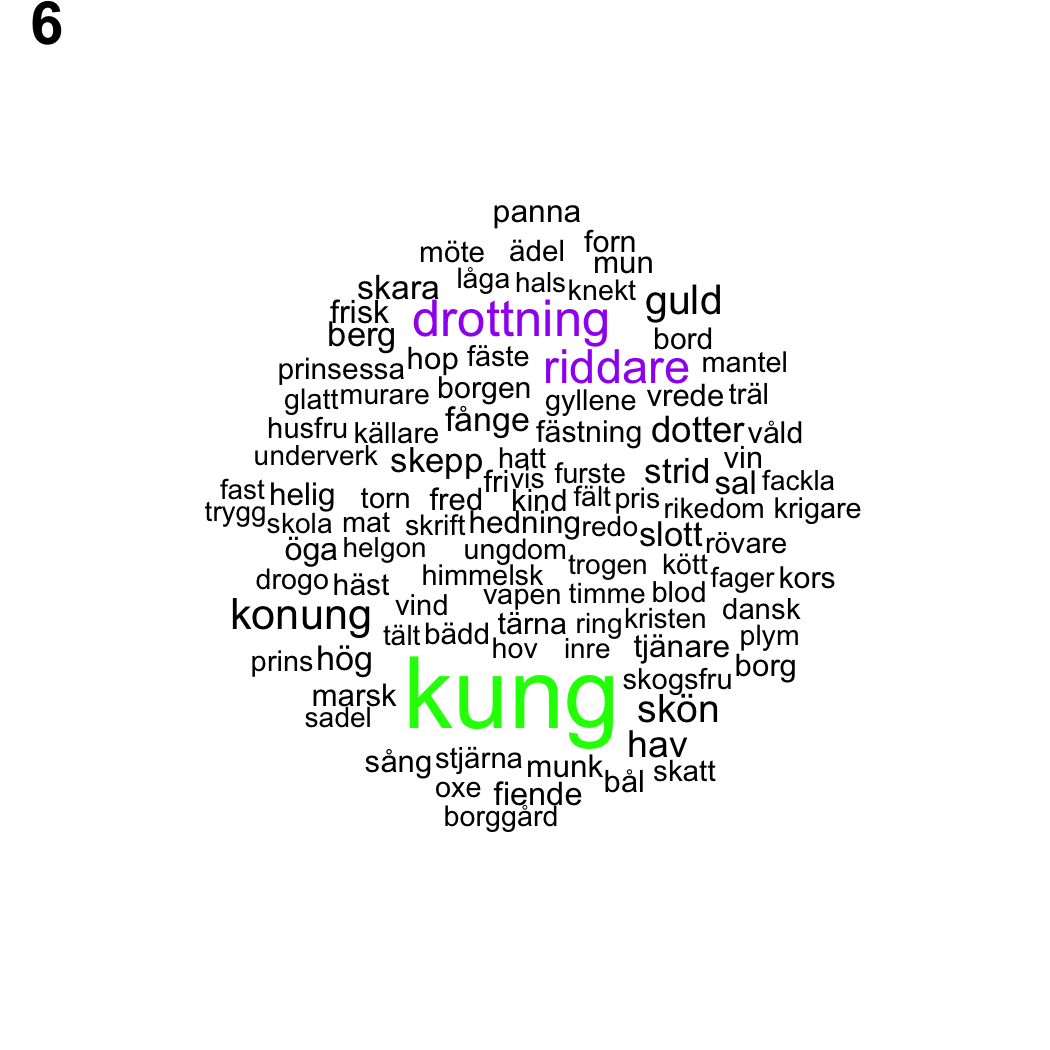 6
panna
möte ädel forn
mun
skara låga hals knekt guld
frisk drottning
berg bord
prinsessa hop fäste riddare mantel
glatt murare borgen gyllene vrede träl
husfru källare fånge fästning dotter våld
underverk skepp hatt furste strid vin
fri vis sal fackla
fast helig torn fred kind fält pris rikedom krigare
trygg skola mat skrift hedning redo slott rövare
öga helgon ungdom trogen kött
drogo häst himmelsk vapen timme blod fager kors
konung vind tärna ring kristen dansk
tält bädd hov inre tjänare plym
prins hög skogsfru borg
marsk kung skön
sadel hav
sång stjärna munk bål skatt
oxe fiende
borggård